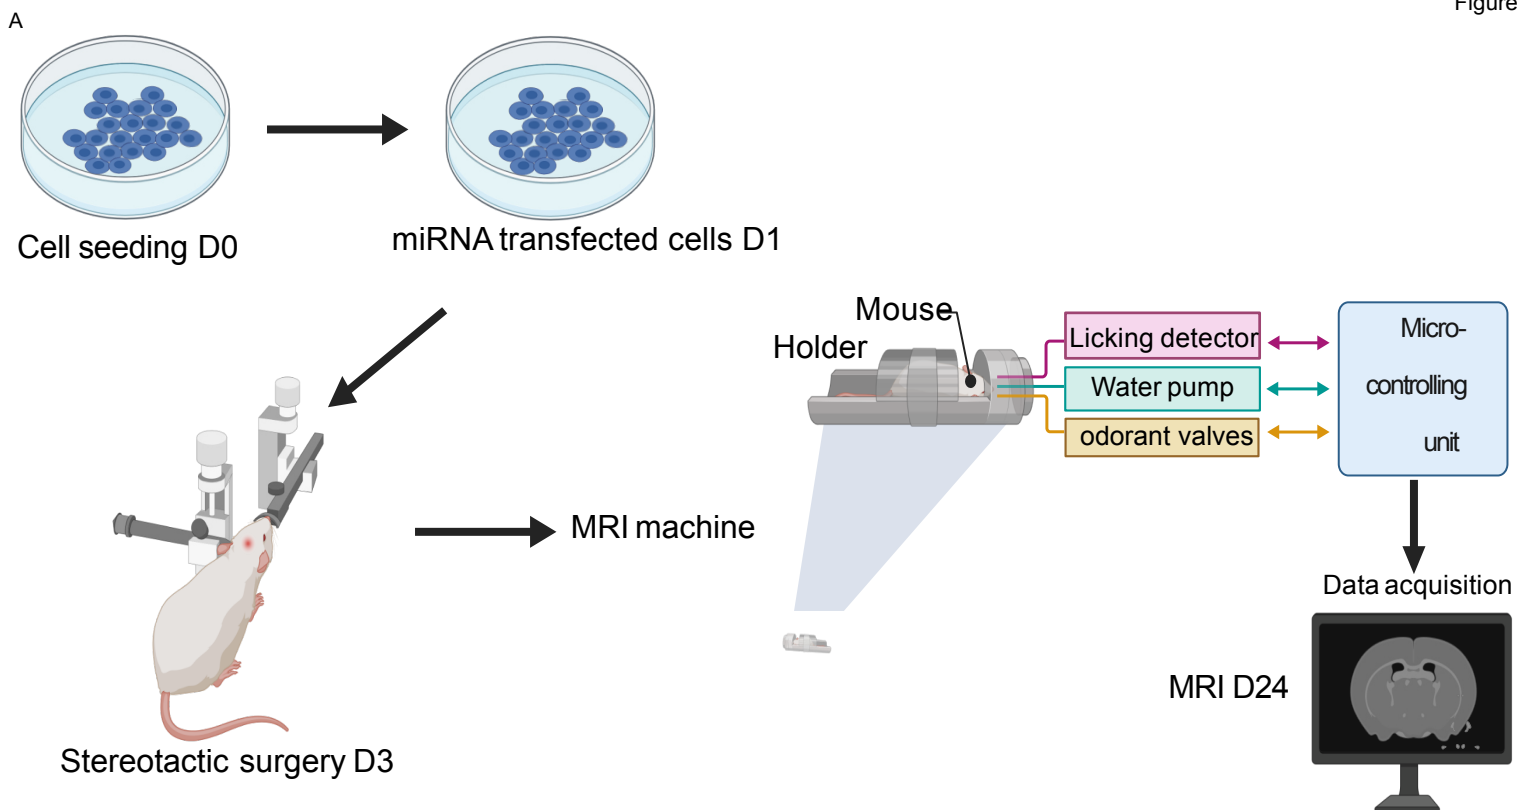 Figure
A
Cell seeding D0
miRNA transfected cells D1
Mouse
Holder
Licking detector
Water pump
odorant valves
Micro-
controlling
unit
MRI machine
Data acquisition
MRI D24
Stereotactic surgery D3